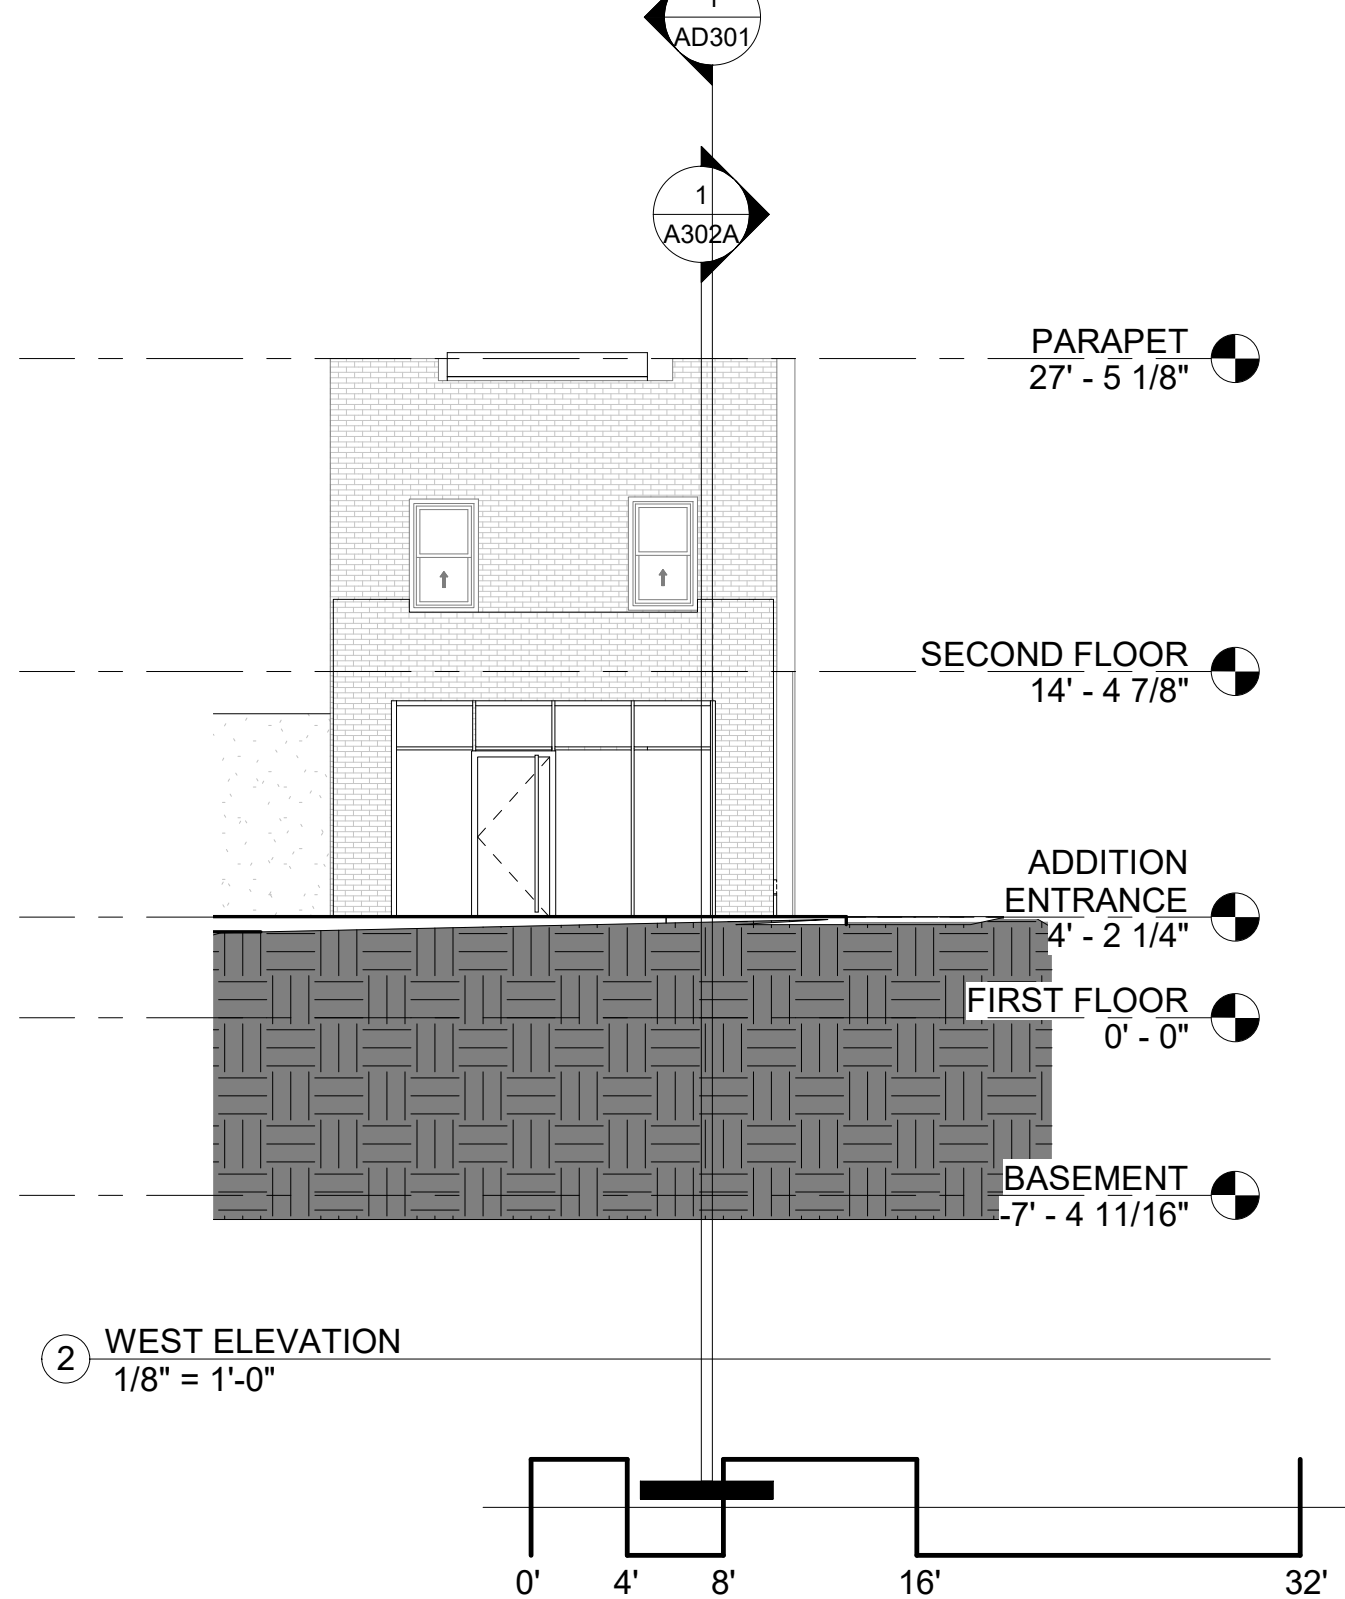 1
AD301
1
A302A
PARAPET
27' - 5 1/8"
SECOND FLOOR
14' - 4 7/8"
ADDITION
ENTRANCE
4' - 2 1/4"
FIRST FLOOR
0' - 0"
BASEMENT
-7' - 4 11/16"
2
WEST ELEVATION
1/8" = 1'-0"
0' 4' 8' 16' 32'